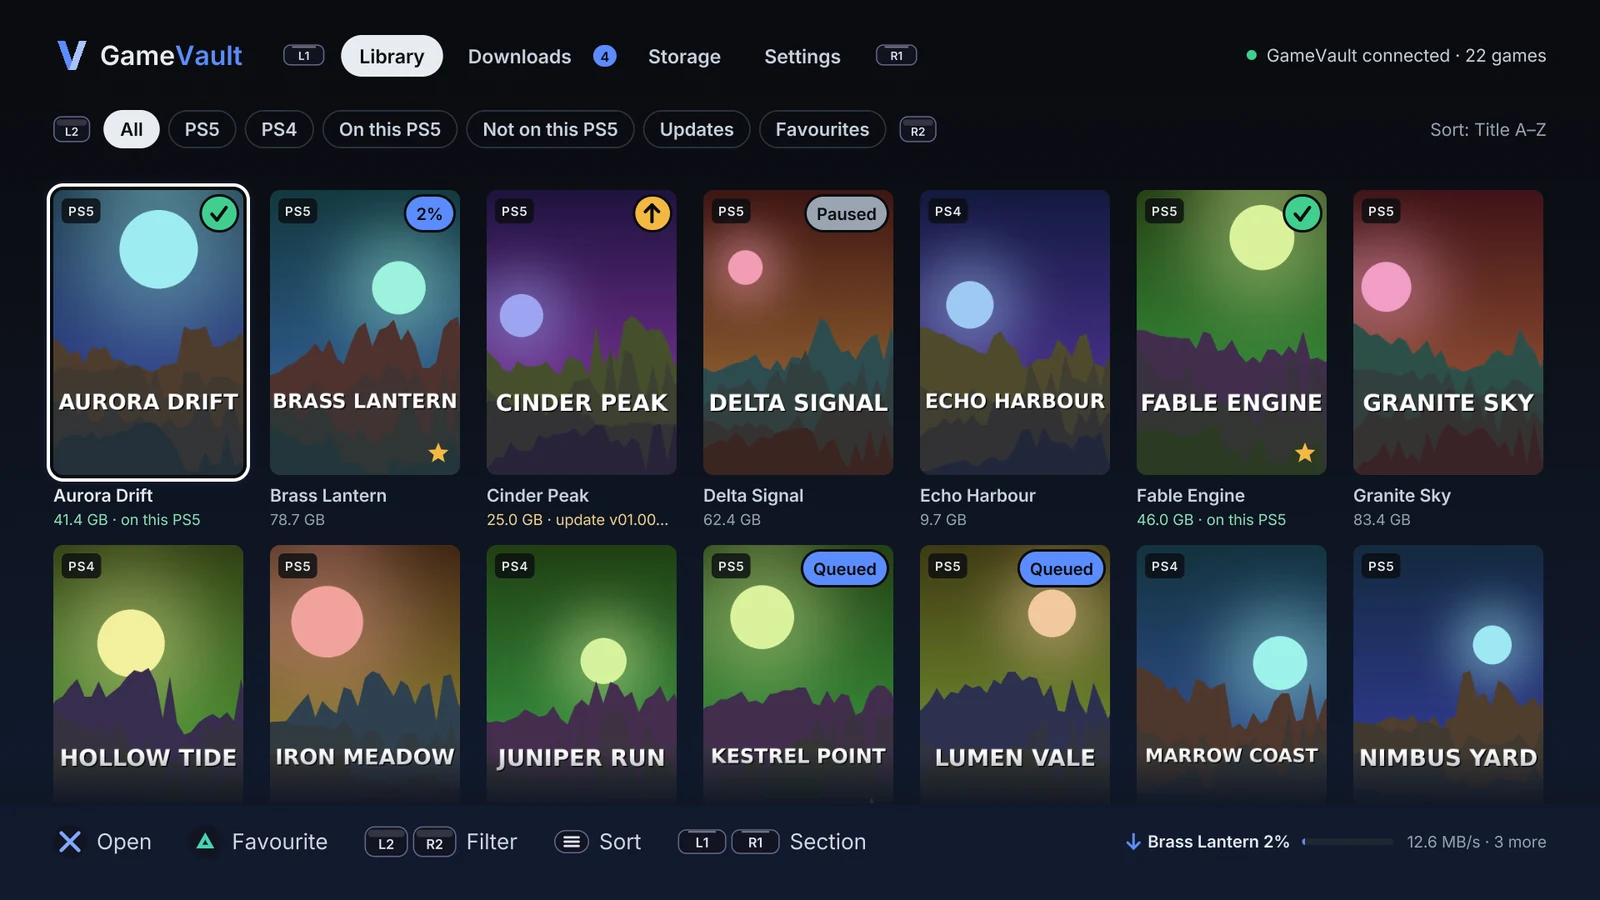 GameVault L1 Library Downloads 4 Storage Settings R1 GameVault connected · 22 games
L2 All PS5 PS4 On this PS5 Not on this PS5 Updates Favourites R2 Sort: Title A–Z
PS5 PS5 2% PS5 PS5 Paused PS4 PS5 PS5
AURORA DRIFT BRASS LANTERN CINDER PEAK DELTA SIGNAL ECHO HARBOUR FABLE ENGINE GRANITE SKY
Aurora Drift Brass Lantern Cinder Peak Delta Signal Echo Harbour Fable Engine Granite Sky
41.4 GB · on this PS5 78.7 GB 25.0 GB · update v01.00... 62.4 GB 9.7 GB 46.0 GB · on this PS5 83.4 GB
PS4 PS5 PS4 PS5 Queued PS5 Queued PS4 PS5
HOLLOW TIDE IRON MEADOW JUNIPER RUN KESTREL POINT LUMEN VALE MARROW COAST NIMBUS YARD
Open Favourite L2 R2 Filter Sort L1 R1 Section Brass Lantern 2% 12.6 MB/s · 3 more